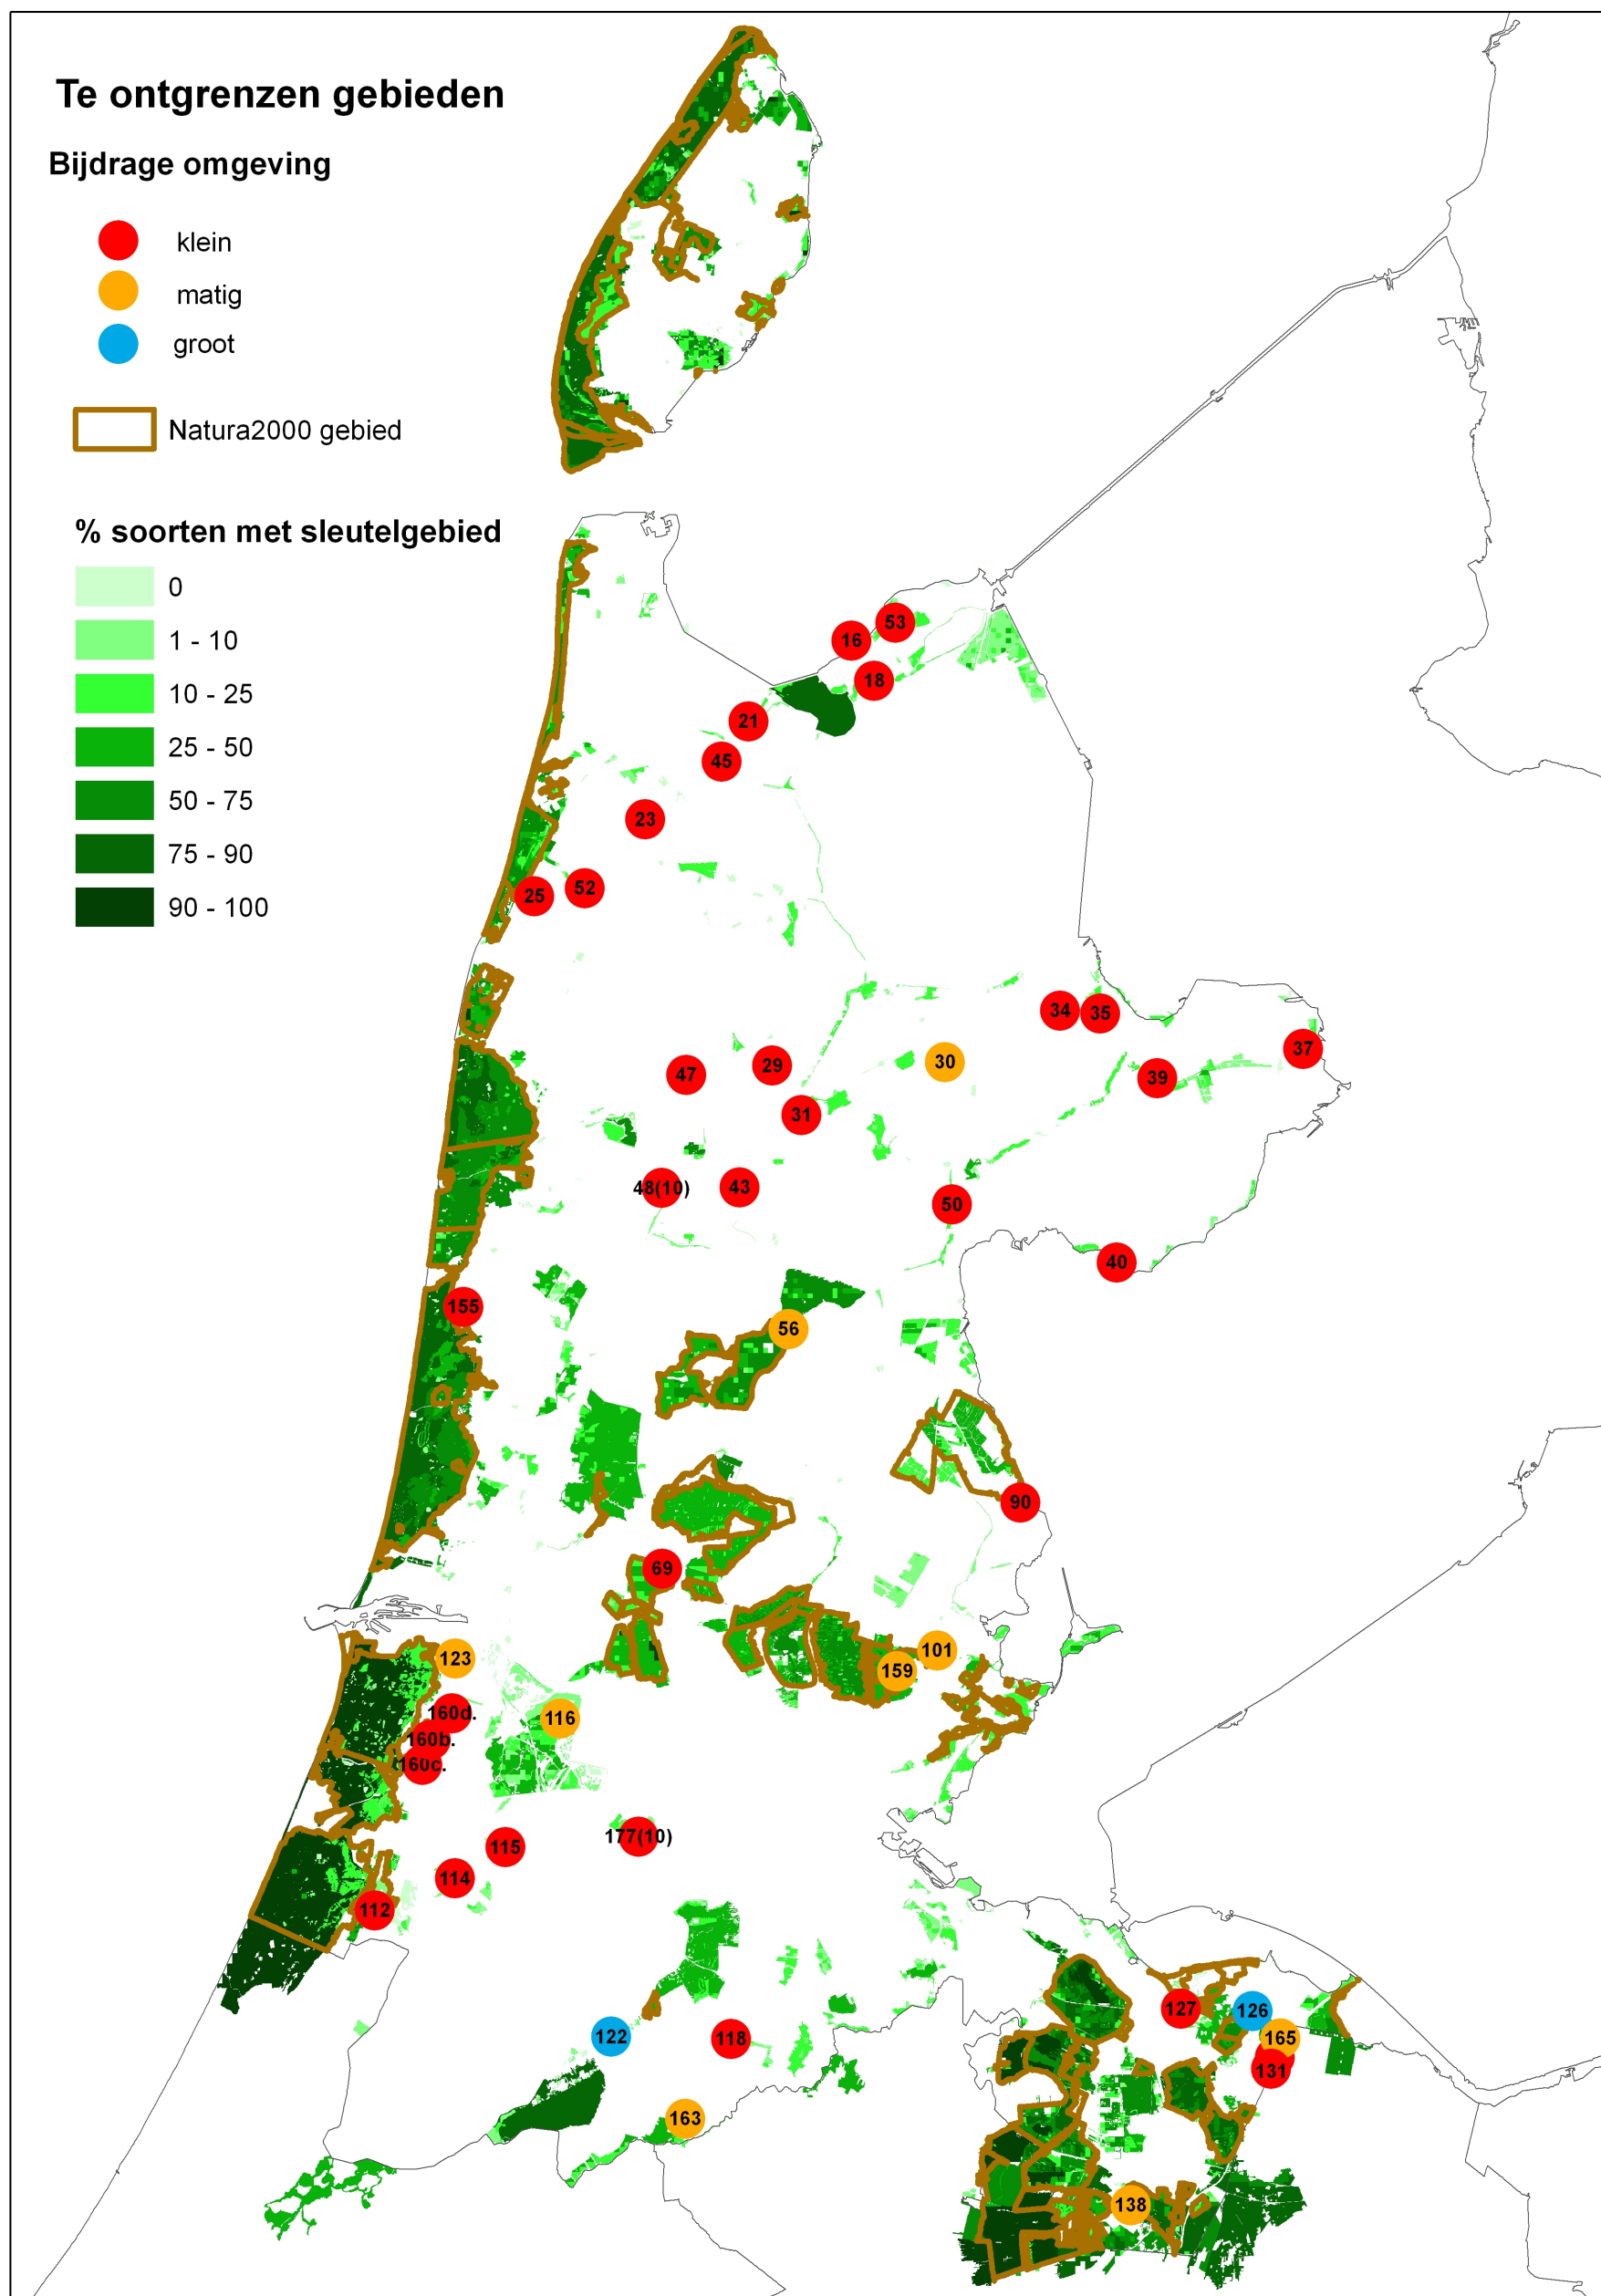 Te ontgrenzen gebieden
Bijdrage omgeving
klein
matig
groot
Natura2000 gebied
% soorten met sleutelgebied
0
1 - 10
10 - 25
25 - 50
50 - 75
75 - 90
90 - 100
53
16
18
21
45
23
52
25
34
35
37
30
29
47
39
31
48(10)
43
50
40
155
56
90
69
101
123
159
160d.
116
160b.
160c.
177(10)
115
114
112
127
126
122
118
165
131
163
138